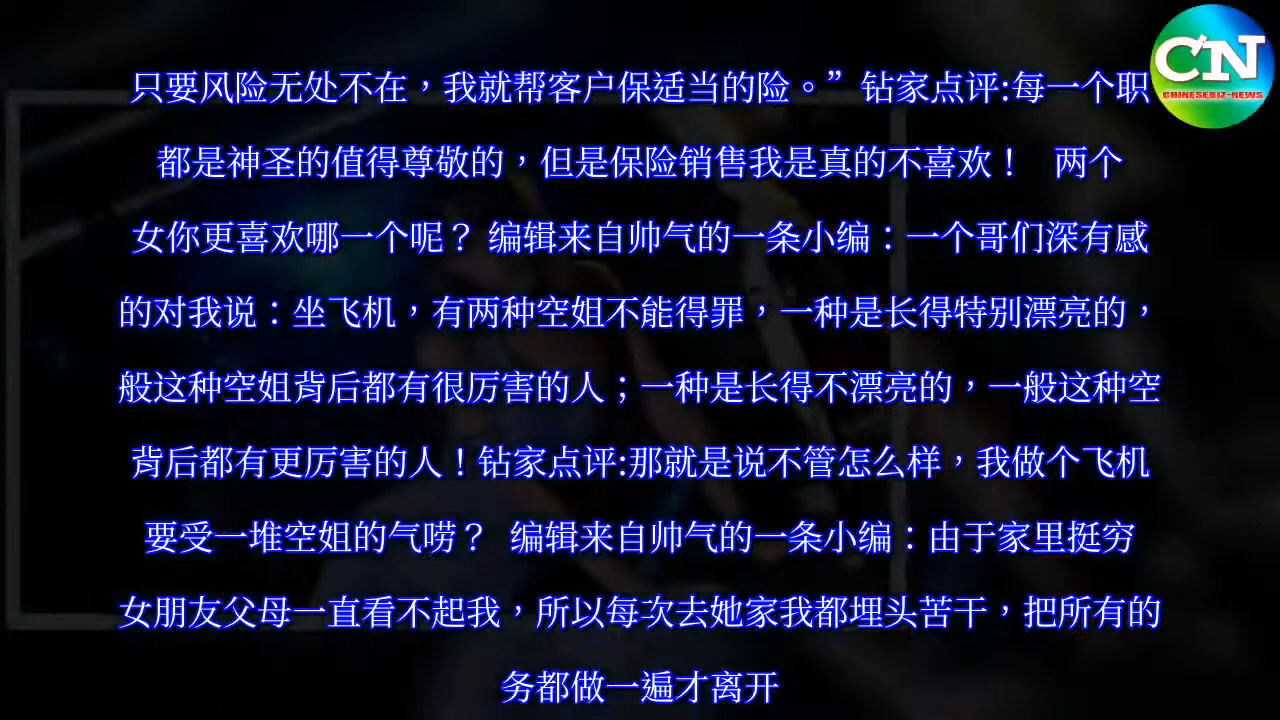 CN
CHINESEBIZ-NEWS
只要风险无处不在，我就帮客户保适当的险。”钻家点评:每一个职
都是神圣的值得尊敬的，但是保险销售我是真的不喜欢！ 两个
女你更喜欢哪一个呢？ 编辑来自帅气的一条小编：一个哥们深有感
的对我说：坐飞机，有两种空姐不能得罪，一种是长得特别漂亮的，
般这种空姐背后都有很厉害的人；一种是长得不漂亮的，一般这种空
背后都有更厉害的人！钻家点评:那就是说不管怎么样，我做个飞机
要受一堆空姐的气唠？ 编辑来自帅气的一条小编：由于家里挺穷
女朋友父母一直看不起我，所以每次去她家我都埋头苦干，把所有的
务都做一遍才离开